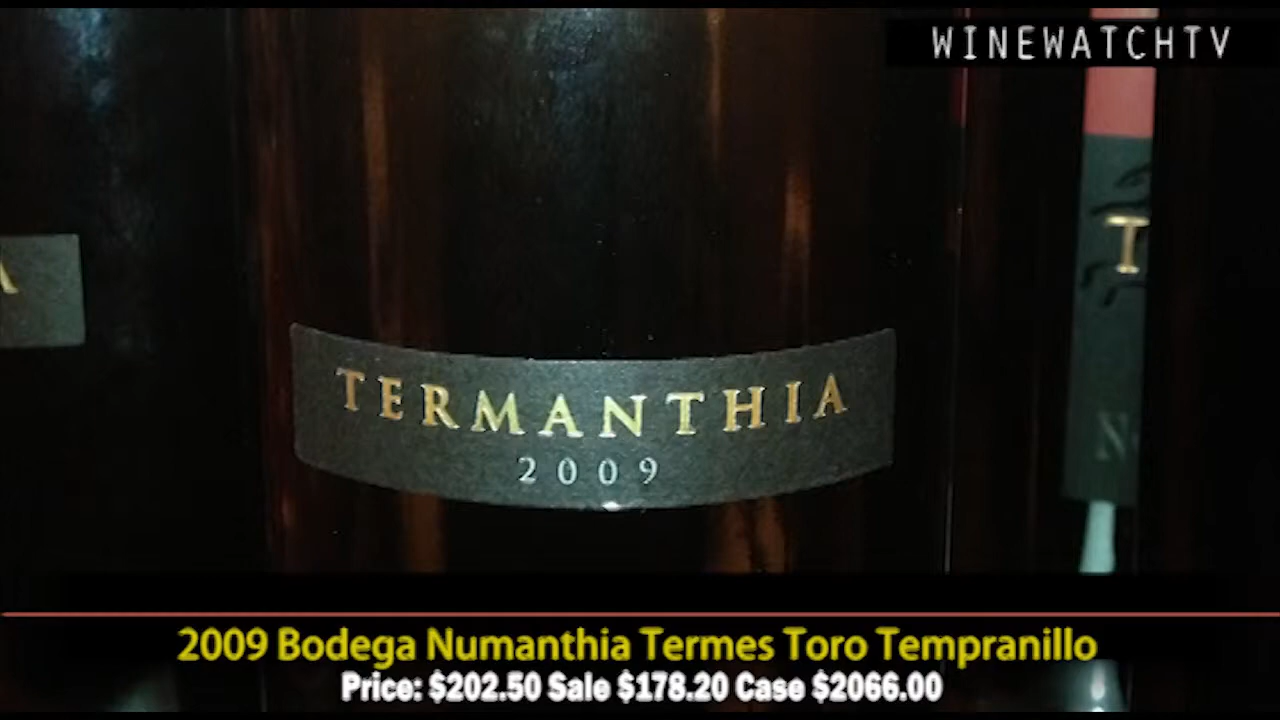 WINEWATCHTV
A
T
TERMANTHIA
N
2009
2009 Bodega Numanthia Termes Toro Tempranillo
Price: $202.50 Sale $178.20 Case $2066.00